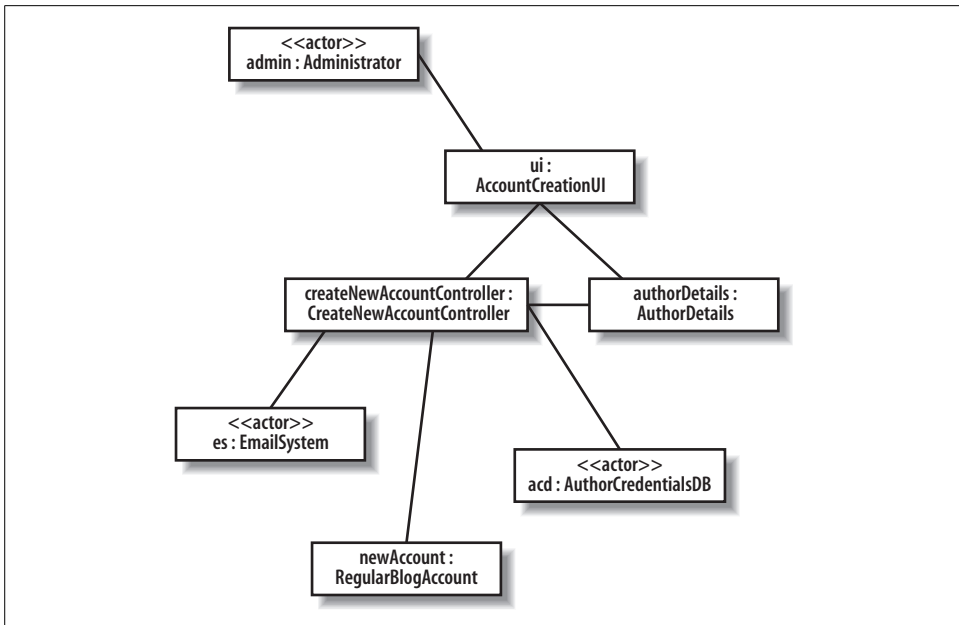 <<actor>>
admin : Administrator
ui :
AccountCreationUI
createNewAccountController :
CreateNewAccountController
authorDetails :
AuthorDetails
<<actor>>
es : EmailSystem
<<actor>>
acd : AuthorCredentialsDB
newAccount :
RegularBlogAccount